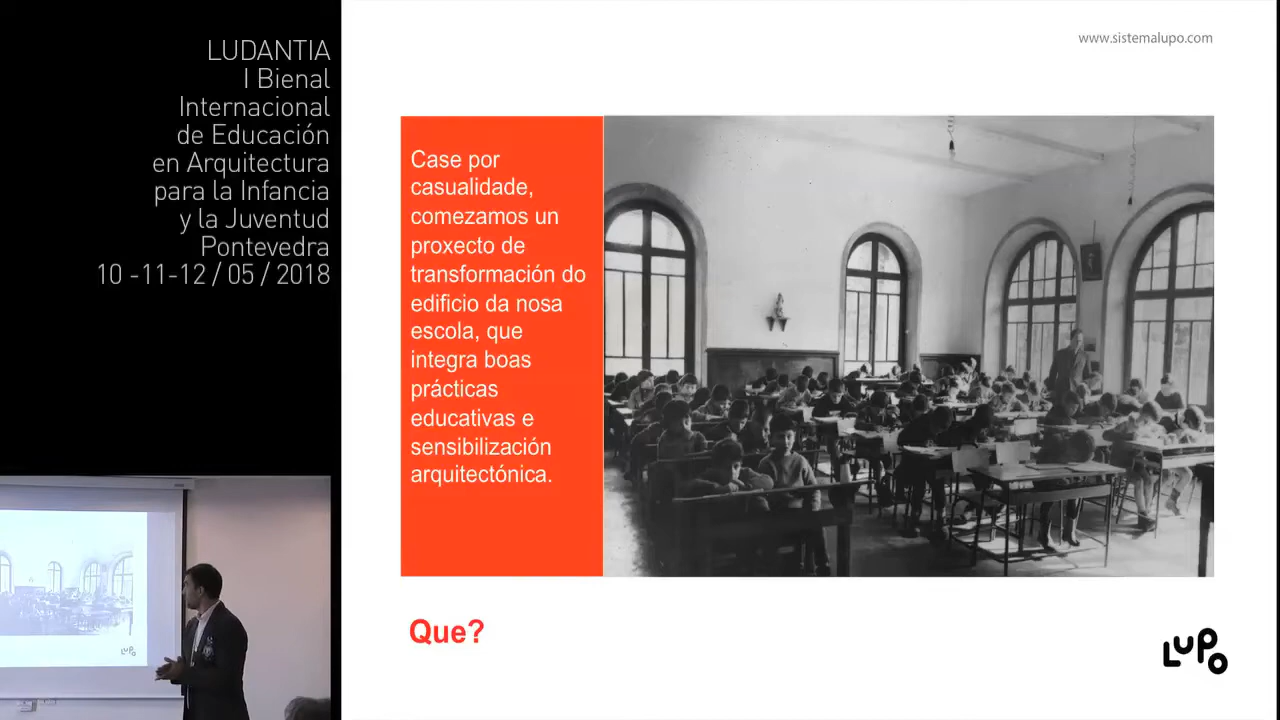 LUDANTIA
I Bienal
Internacional
de Educación
en Arquitectura
para la Infancia
y la Juventud
Pontevedra
10 -11-12 / 05 / 2018
www.sistemalupo.com
Case por
casualidade,
comezamos un
proxecto de
transformación do
edificio da nosa
escola, que
integra boas
prácticas
educativas e
sensibilización
arquitectónica.
Que?
LUPO
LUPO